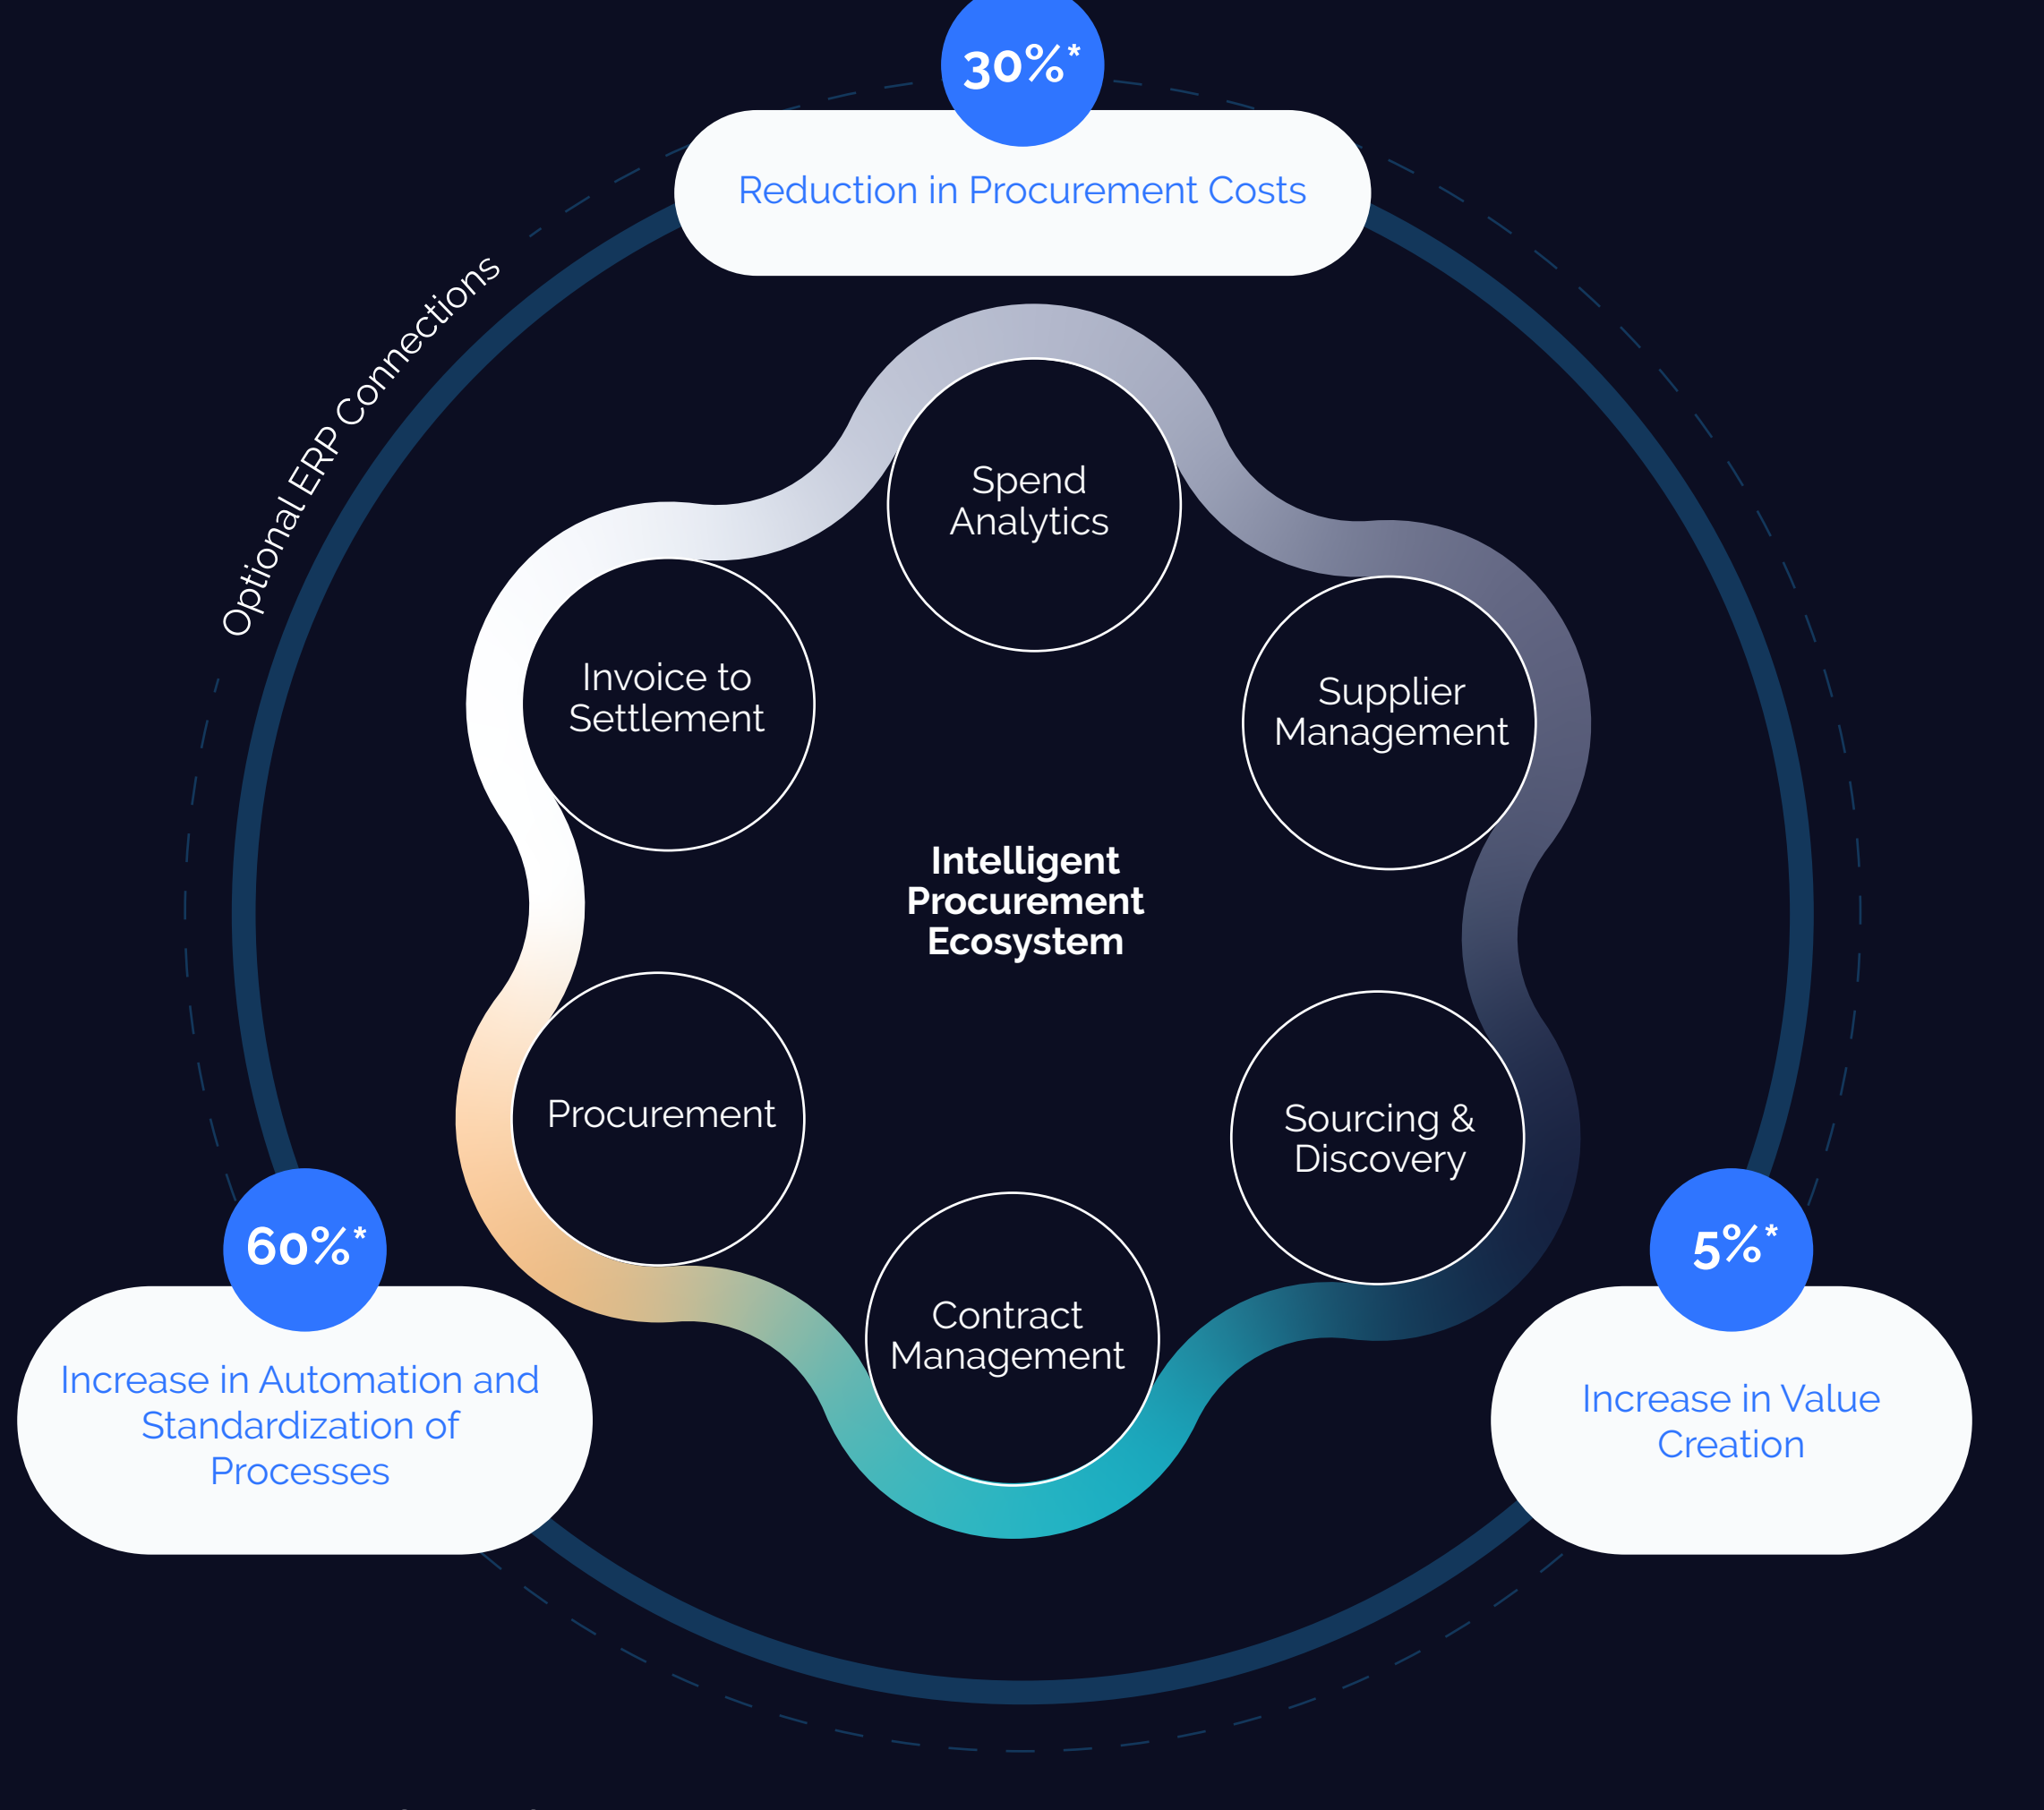 30%*
Reduction in Procurement Costs
Optional ERP Connections
Spend
Analytics
Invoice to
Settlement
Supplier
Management
Intelligent
Procurement
Ecosystem
Procurement
Sourcing &
Discovery
Contract
Management
60%*
Increase in Automation and
Standardization of
Processes
5%*
Increase in Value
Creation